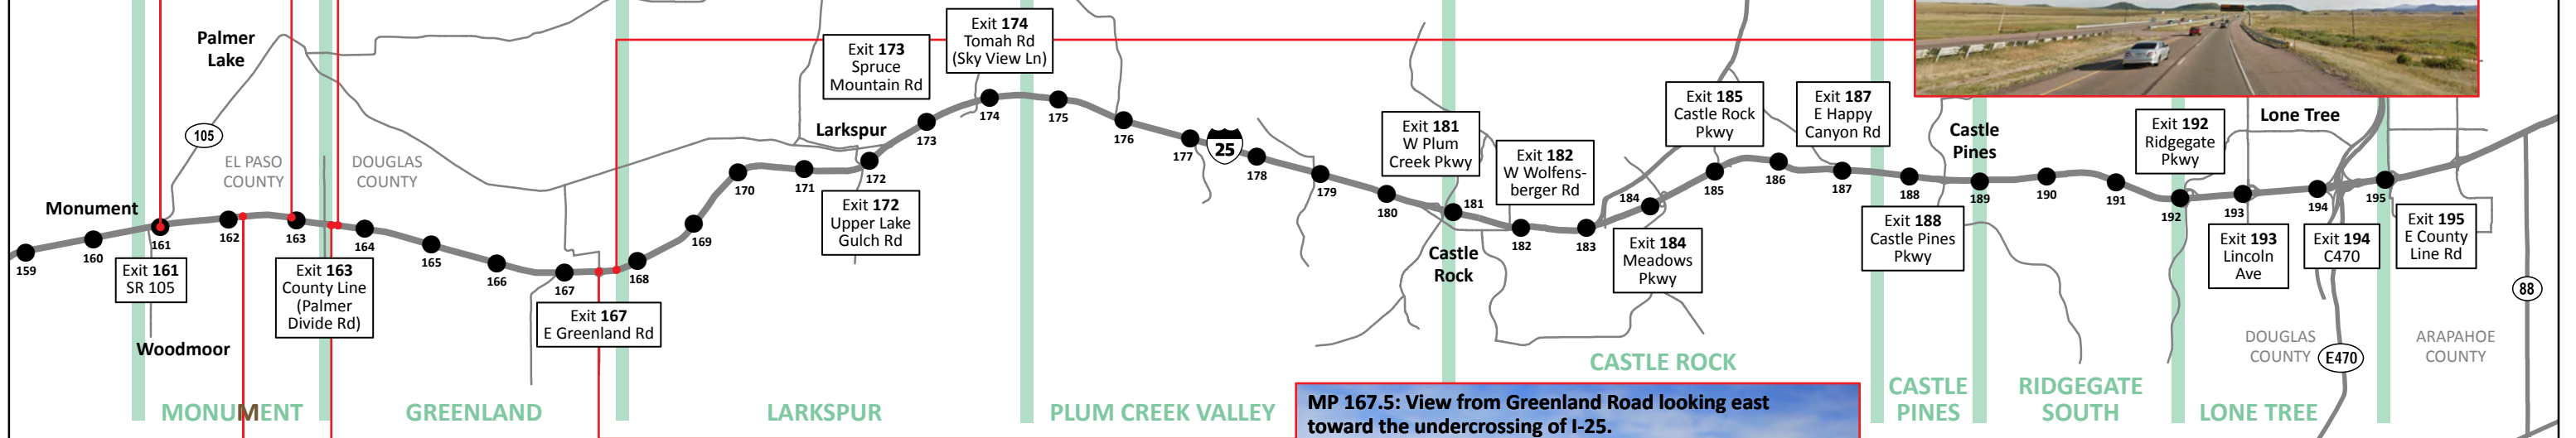 Palmer
Lake
105
EL PASO
COUNTY
DOUGLAS
COUNTY
Monument
159
160
161
162
163
164
165
166
167
168
169
170
171
172
173
174
175
176
177
178
179
180
181
182
183
184
185
186
187
188
189
190
191
192
193
194
195
Exit 161
SR 105
Woodmoor
Exit 163
County Line
(Palmer
Divide Rd)
Exit 167
E Greenland Rd
Larkspur
Exit 172
Upper Lake
Gulch Rd
Exit 173
Spruce
Mountain Rd
Exit 174
Tomah Rd
(Sky View Ln)
25
Exit 181
W Plum
Creek Pkwy
Castle
Rock
Exit 182
W Wolfens-
berger Rd
Exit 184
Meadows
Pkwy
Exit 185
Castle Rock
Pkwy
Exit 187
E Happy
Canyon Rd
Exit 188
Castle Pines
Pkwy
Castle
Pines
Exit 192
Ridgegate
Pkwy
Lone Tree
Exit 193
Lincoln
Ave
Exit 194
C470
Exit 195
E County
Line Rd
88
DOUGLAS
COUNTY
E470
ARAPAHOE
COUNTY
MONUMENT
GREENLAND
LARKSPUR
PLUM CREEK VALLEY
CASTLE ROCK
CASTLE
PINES
RIDGEGATE
SOUTH
LONE TREE
MP 167.5: View from Greenland Road looking east
toward the undercrossing of I-25.